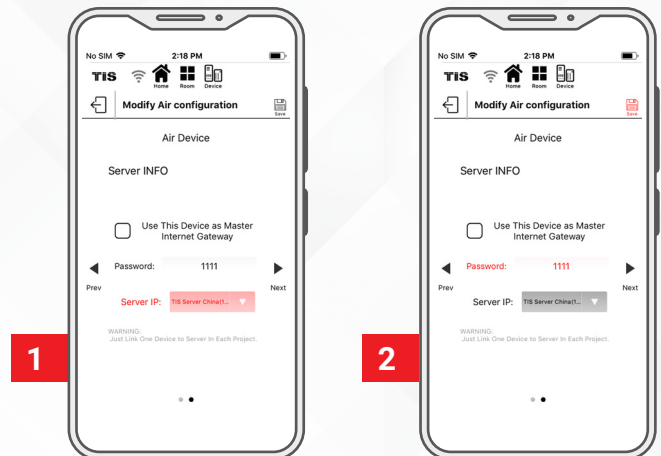 No SIM 2:18 PM
TIS Home Room Device
Modify Air configuration Save
Air Device
Server INFO
Use This Device as Master
Internet Gateway
Password: 1111
Prev Next
Server IP: TIS Server China(1...
WARNING:
Just Link One Device to Server In Each Project.
1
No SIM 2:18 PM
TIS Home Room Device
Modify Air configuration Save
Air Device
Server INFO
Use This Device as Master
Internet Gateway
Password: 1111
Prev Next
Server IP: TIS Server China(1...
WARNING:
Just Link One Device to Server In Each Project.
2